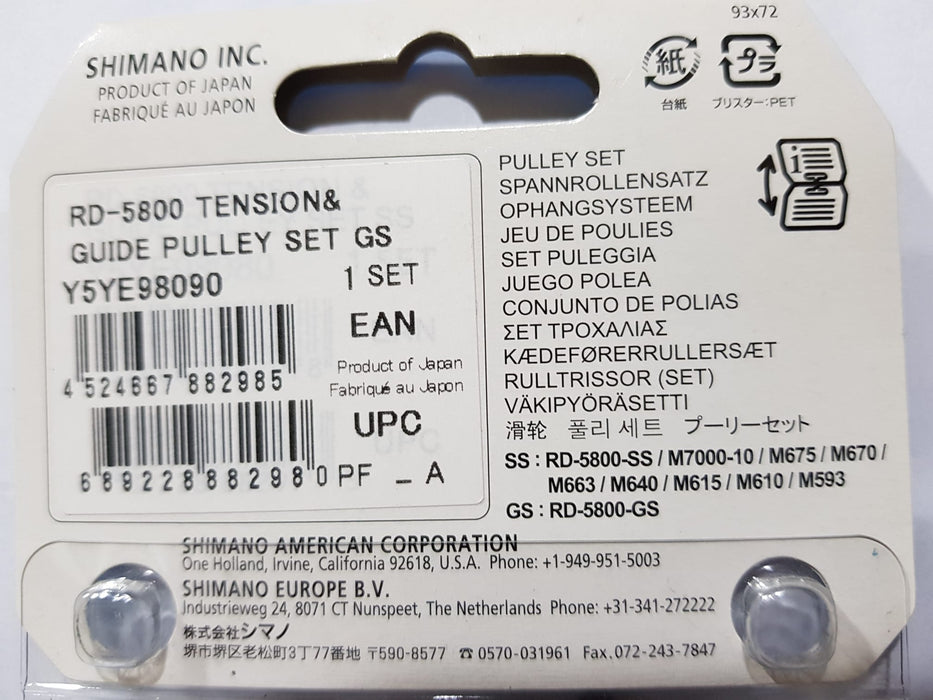 93x72
SHIMANO INC.
PRODUCT OF JAPAN
FABRIQUÉ AU JAPON
紙
台紙
プラ
ブリスター:PET
RD-5800 TENSION&
GUIDE PULLEY SET GS
Y5YE98090 1 SET
EAN
4 524667 882985
Product of Japan
Fabriqué au Japon
UPC
6 89228 88298 0 PF _ A
PULLEY SET
SPANNROLLENSATZ
OPHANGSYSTEEM
JEU DE POULIES
SET PULEGGIA
JUEGO POLEA
CONJUNTO DE POLIAS
ΣΕΤ ΤΡΟΧΑΛΙΑΣ
KÆDEFØRERRULLERSÆT
RULLTRISSOR (SET)
VÄKIPYÖRÄSETTI
滑轮 풀리 세트 プーリーセット
SS : RD-5800-SS / M7000-10 / M675 / M670 /
M663 / M640 / M615 / M610 / M593
GS : RD-5800-GS
SHIMANO AMERICAN CORPORATION
One Holland, Irvine, California 92618, U.S.A. Phone: +1-949-951-5003
SHIMANO EUROPE B.V.
Industrieweg 24, 8071 CT Nunspeet, The Netherlands Phone: +31-341-272222
株式会社シマノ
堺市堺区老松町3丁77番地 〒590-8577 ☎ 0570-031961 Fax.072-243-7847